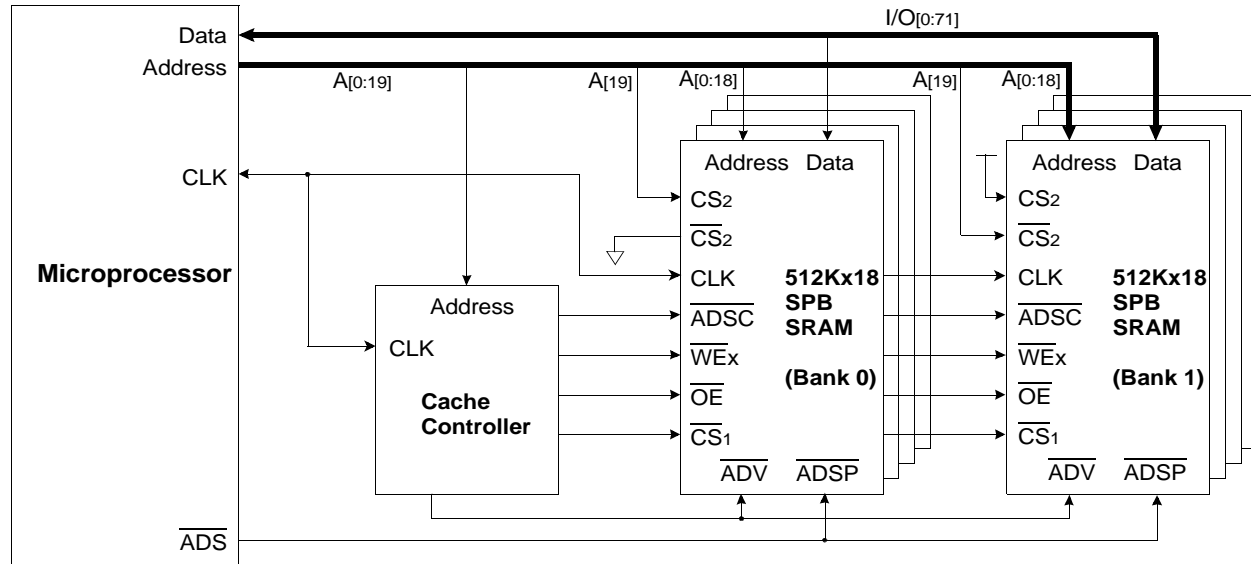 I/O[0:71]
Data
Address
A[0:19]
A[19]
A[0:18]
A[19]
A[0:18]
CLK
Microprocessor
ADS
Address
CLK
Cache
Controller
Address Data
CS2
CS2
CLK
ADSC
WEx
OE
CS1
512Kx18
SPB
SRAM
(Bank 0)
ADV ADSP
Address Data
CS2
CS2
CLK
ADSC
WEx
OE
CS1
512Kx18
SPB
SRAM
(Bank 1)
ADV ADSP